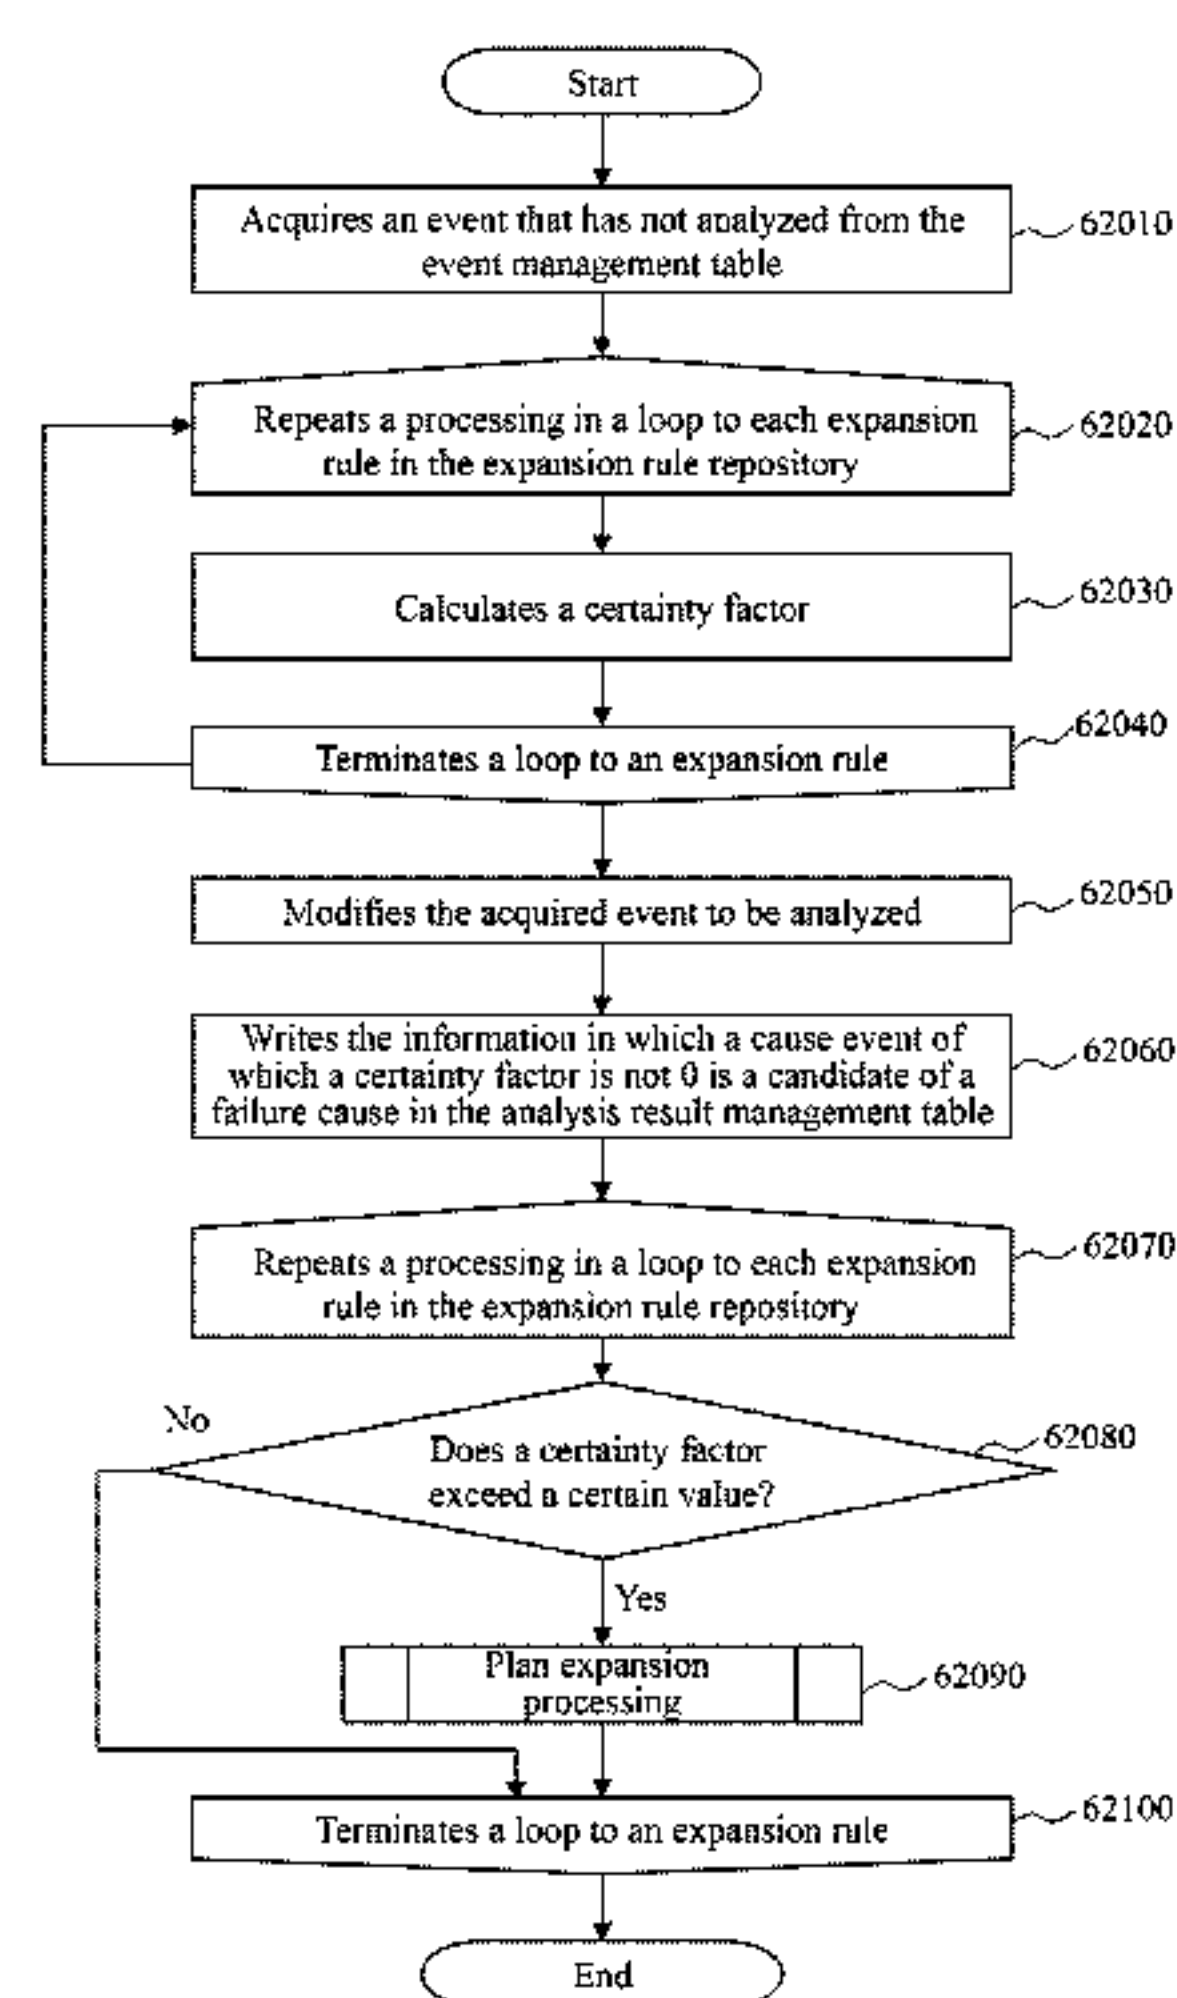 Start
Acquires an event that has not analyzed from the
event management table
62010
Repeats a processing in a loop to each expansion
rule in the expansion rule repository
62020
Calculates a certainty factor
62030
Terminates a loop to an expansion rule
62040
Modifies the acquired event to be analyzed
62050
Writes the information in which a cause event of
which a certainty factor is not 0 is a candidate of a
failure cause in the analysis result management table
62060
Repeats a processing in a loop to each expansion
rule in the expansion rule repository
62070
No
Does a certainty factor
exceed a certain value?
62080
Yes
Plan expansion
processing
62090
Terminates a loop to an expansion rule
62100
End